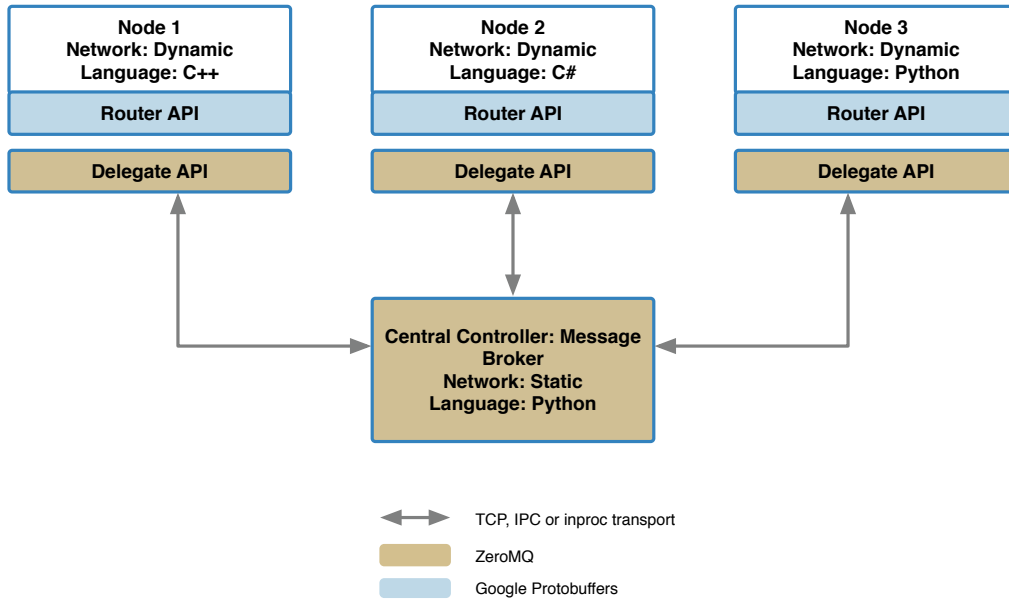 Node 1
Network: Dynamic
Language: C++
Router API
Delegate API
Node 2
Network: Dynamic
Language: C#
Router API
Delegate API
Node 3
Network: Dynamic
Language: Python
Router API
Delegate API
Central Controller: Message
Broker
Network: Static
Language: Python
TCP, IPC or inproc transport
ZeroMQ
Google Protobuffers